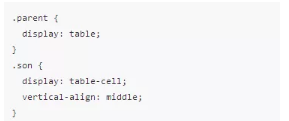 .parent {
  display: table;
}
.son {
  display: table-cell;
  vertical-align: middle;
}